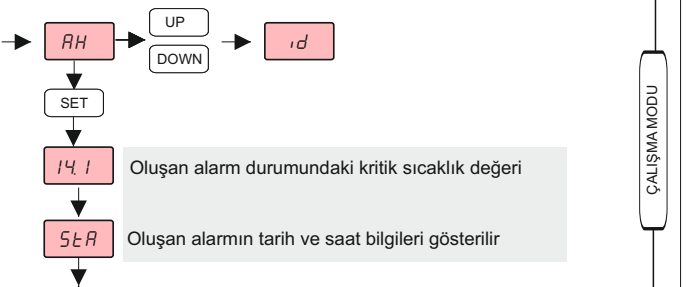 UP
AH
ıd
DOWN
SET
14.1 Oluşan alarm durumundaki kritik sıcaklık değeri
StA Oluşan alarmın tarih ve saat bilgileri gösterilir
ÇALIŞMA MODU